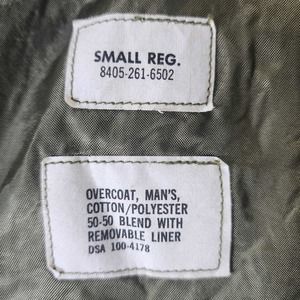 SMALL REG.
8405-261-6502
OVERCOAT, MAN'S,
COTTON/POLYESTER
50-50 BLEND WITH
REMOVABLE LINER
DSA 100-4178